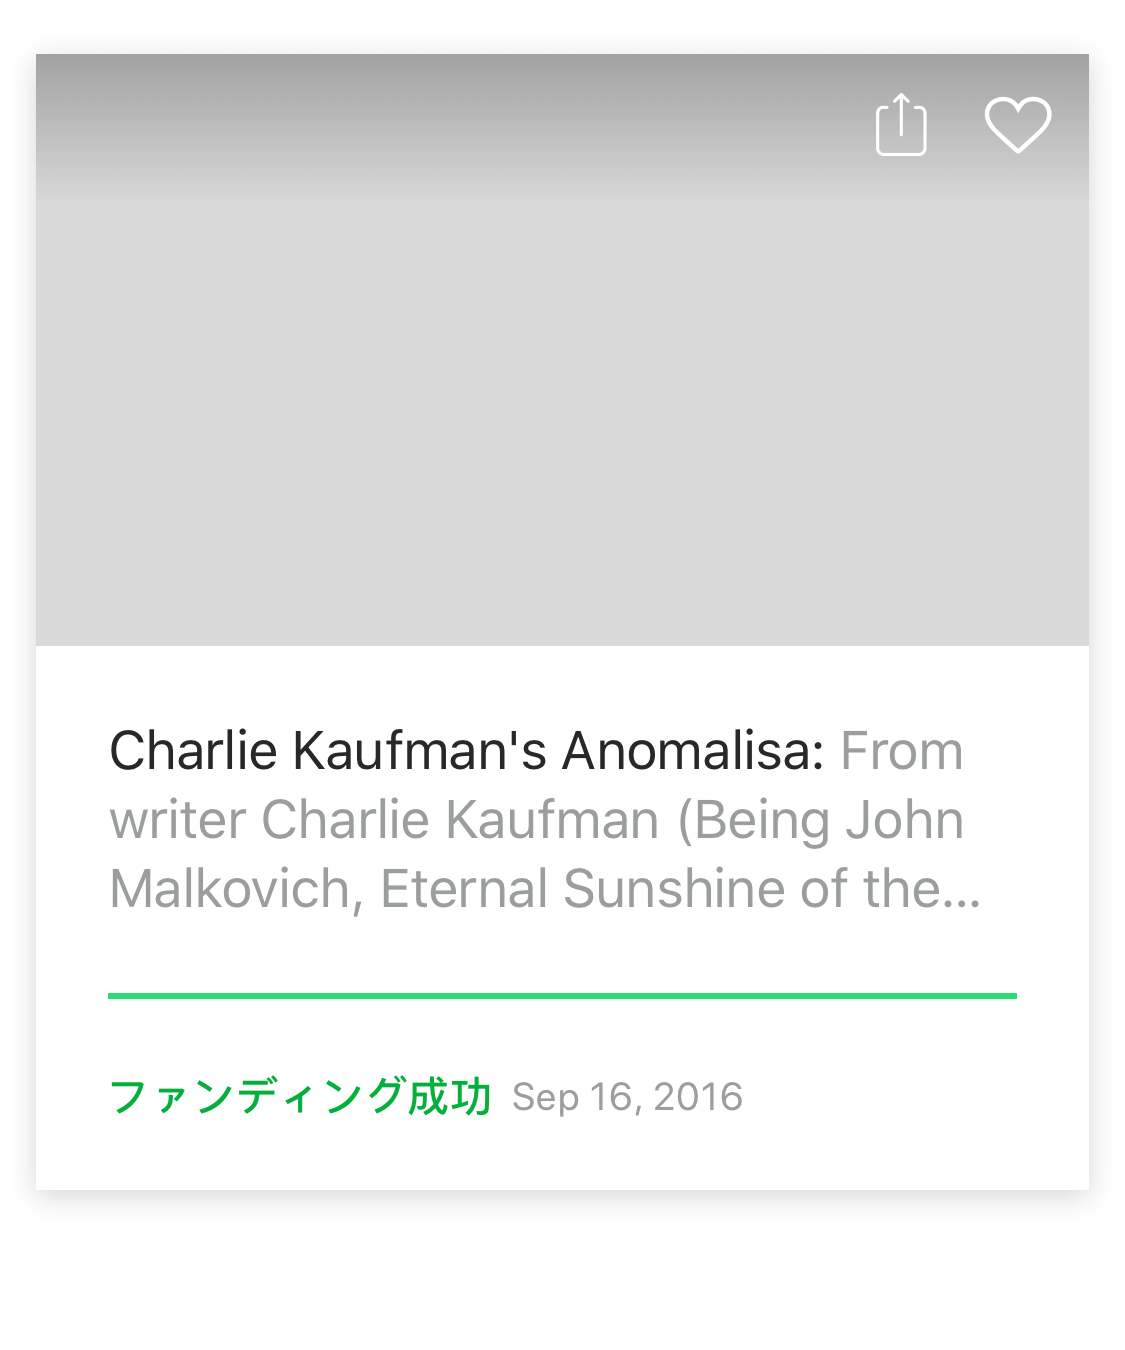 Charlie Kaufman's Anomalisa: From
writer Charlie Kaufman (Being John
Malkovich, Eternal Sunshine of the...
ファンディング成功 Sep 16, 2016